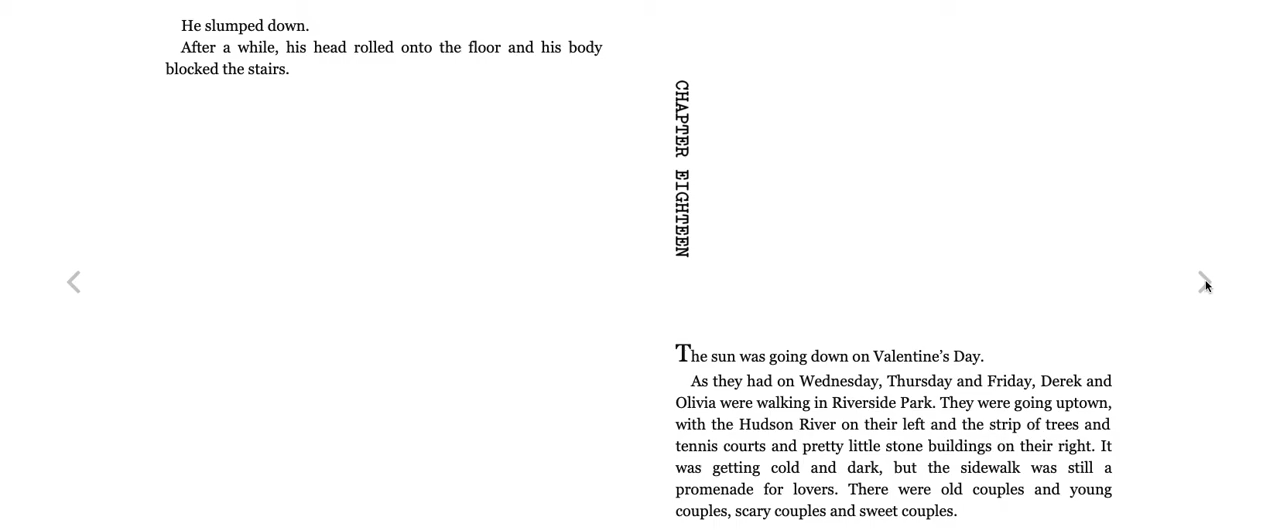 He slumped down.
After a while, his head rolled onto the floor and his body
blocked the stairs.
CHAPTER EIGHTEEN
The sun was going down on Valentine’s Day.
As they had on Wednesday, Thursday and Friday, Derek and
Olivia were walking in Riverside Park. They were going uptown,
with the Hudson River on their left and the strip of trees and
tennis courts and pretty little stone buildings on their right. It
was getting cold and dark, but the sidewalk was still a
promenade for lovers. There were old couples and young
couples, scary couples and sweet couples.